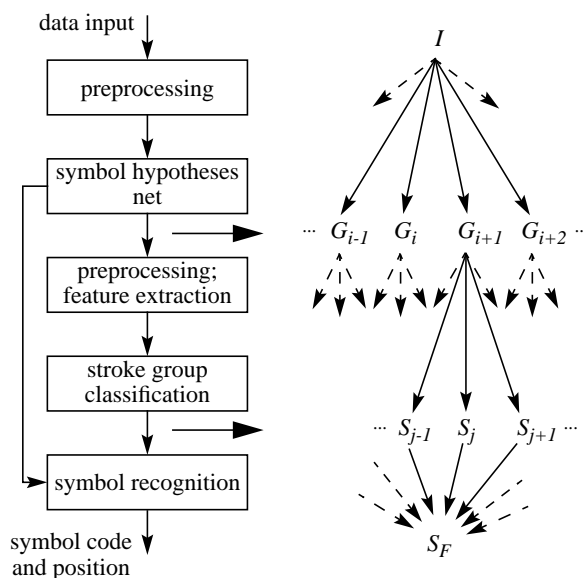 data input
preprocessing
symbol hypotheses
net
preprocessing;
feature extraction
stroke group
classification
symbol recognition
symbol code
and position
I
... G_{i-1} G_i G_{i+1} G_{i+2} ...
... S_{j-1} S_j S_{j+1} ...
S_F